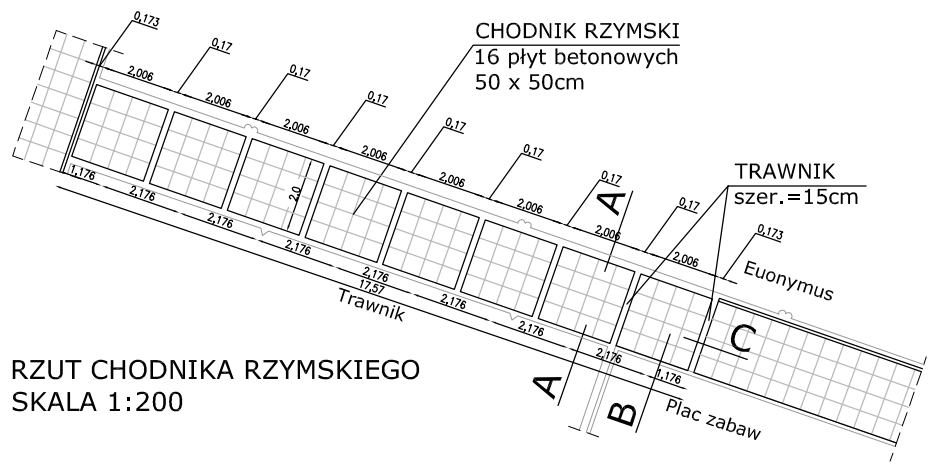 0,173
2,006
0,17
2,006
0,17
2,006
0,17
2,006
0,17
2,006
0,17
2,006
0,17
2,006
0,17
2,006
0,173
CHODNIK RZYMSKI
16 płyt betonowych
50 x 50cm
TRAWNIK
szer.=15cm
2,0
A
Euonymus
C
1,176
2,176
2,176
2,176
2,176
2,176
2,176
2,176
1,176
17,57
Trawnik
A
B
Plac zabaw
RZUT CHODNIKA RZYMSKIEGO
SKALA 1:200